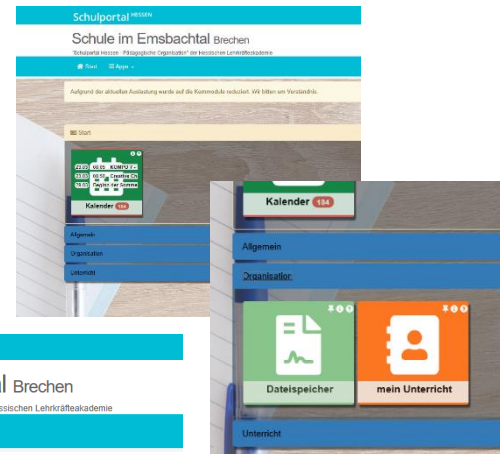 Schulportal HESSEN
Schule im Emsbachtal Brechen
"Schulportal Hessen - Pädagogische Organisation" der Hessischen Lehrkräfteakademie
Start Apps
Aufgrund der aktuellen Auslastung wurde auf die Kernmodule reduziert. Wir bitten um Verständnis.
Start
Kalender 184
Allgemein
Organisation
Unterricht
Kalender 184
Allgemein
Organisation
Dateispeicher
mein Unterricht
Unterricht
l Brechen
ssischen Lehrkräfteakademie